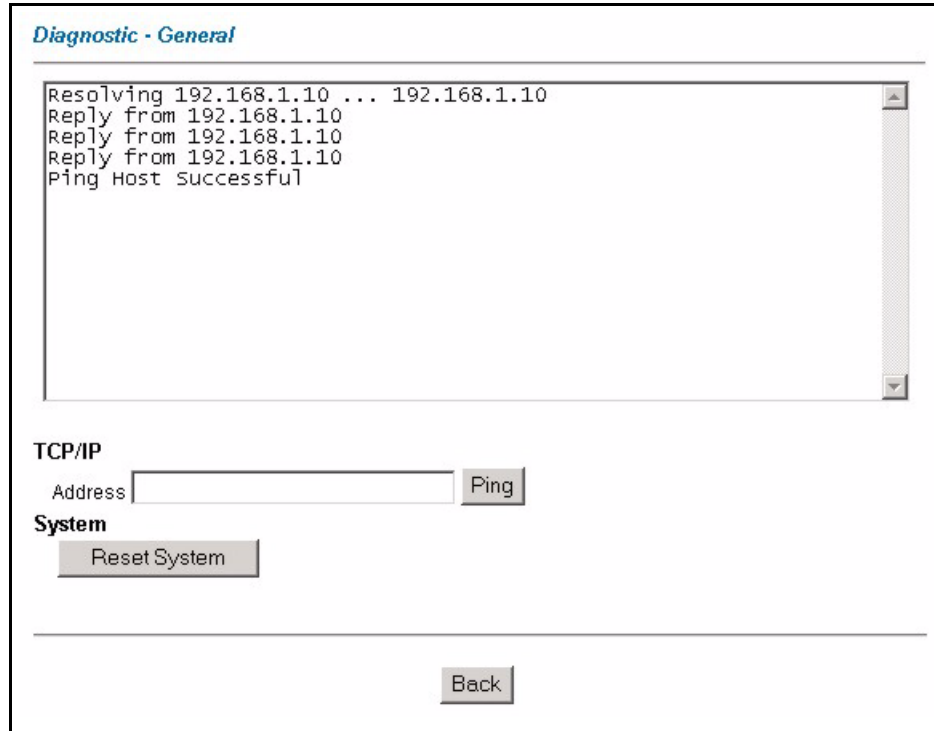 Diagnostic - General
Resolving 192.168.1.10 ... 192.168.1.10
Reply from 192.168.1.10
Reply from 192.168.1.10
Reply from 192.168.1.10
Ping Host Successful
TCP/IP
Address Ping
System
Reset System
Back